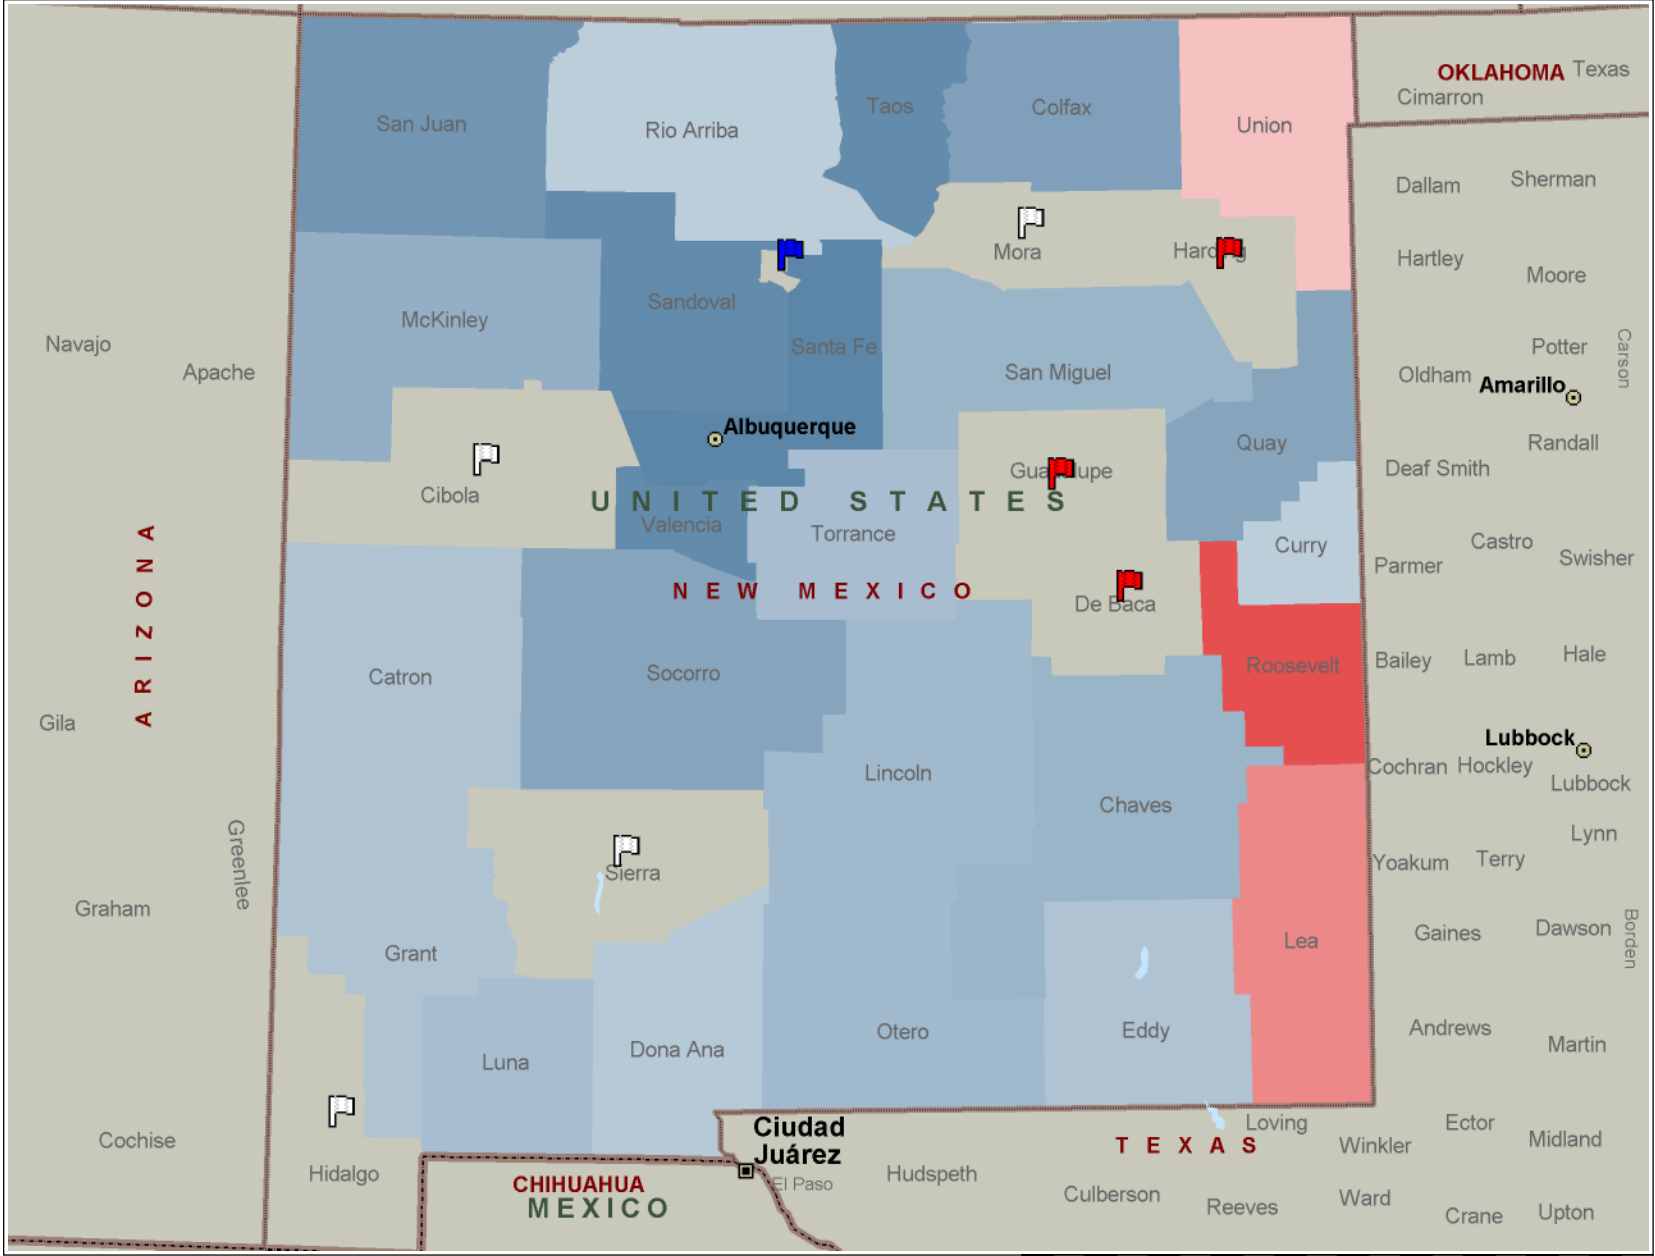 OKLAHOMA
Texas
Cimarron
San Juan
Rio Arriba
Taos
Colfax
Union
Dallam
Sherman
Mora
Harding
Hartley
Moore
Sandoval
McKinley
Santa Fe
San Miguel
Navajo
Apache
Potter
Carson
Oldham
Amarillo
Albuquerque
Quay
Randall
Deaf Smith
Cibola
Guadalupe
UNITED STATES
Valencia
Torrance
Curry
Castro
Parmer
Swisher
ARIZONA
NEW MEXICO
De Baca
Catron
Socorro
Roosevelt
Bailey
Lamb
Hale
Gila
Lubbock
Lincoln
Cochran
Hockley
Lubbock
Chaves
Lynn
Greenlee
Sierra
Yoakum
Terry
Graham
Grant
Lea
Gaines
Dawson
Borden
Otero
Eddy
Andrews
Martin
Luna
Dona Ana
Ciudad
Juárez
Loving
Ector
Cochise
TEXAS
Winkler
Midland
Hidalgo
CHIHUAHUA
MEXICO
El Paso
Hudspeth
Culberson
Reeves
Ward
Crane
Upton